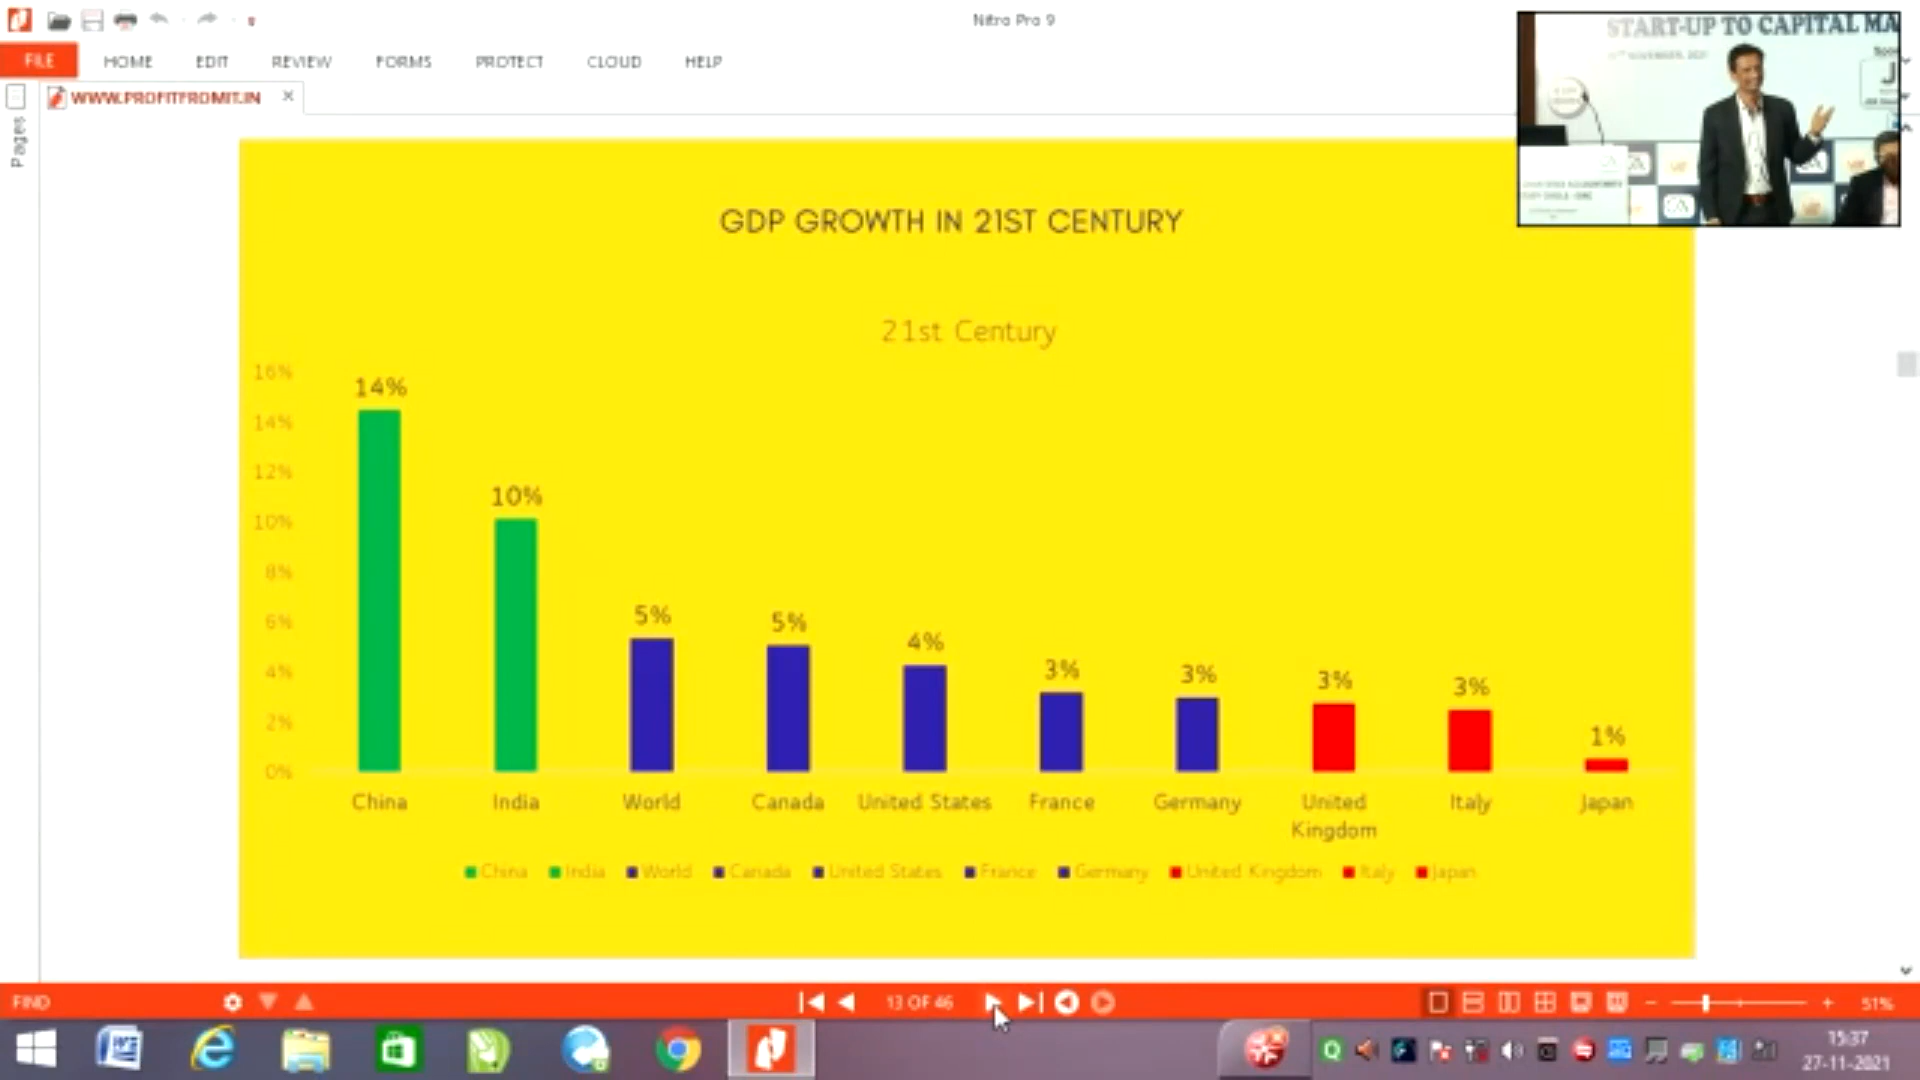 Nitro Pro 9
FILE HOME EDIT REVIEW FORMS PROTECT CLOUD HELP
WWW.PROFITFROMIT.IN
Pages
START-UP TO CAPITAL MA
NOVEMBER, 2021
GDP GROWTH IN 21ST CENTURY
21st Century
16%
14%
12%
10%
8%
6%
4%
2%
0%
14% 10% 5% 5% 4% 3% 3% 3% 3% 1%
China India World Canada United States France Germany United Kingdom Italy Japan
China India World Canada United States France Germany United Kingdom Italy Japan
FIND 13 OF 46 51%
15:37
27-11-2021